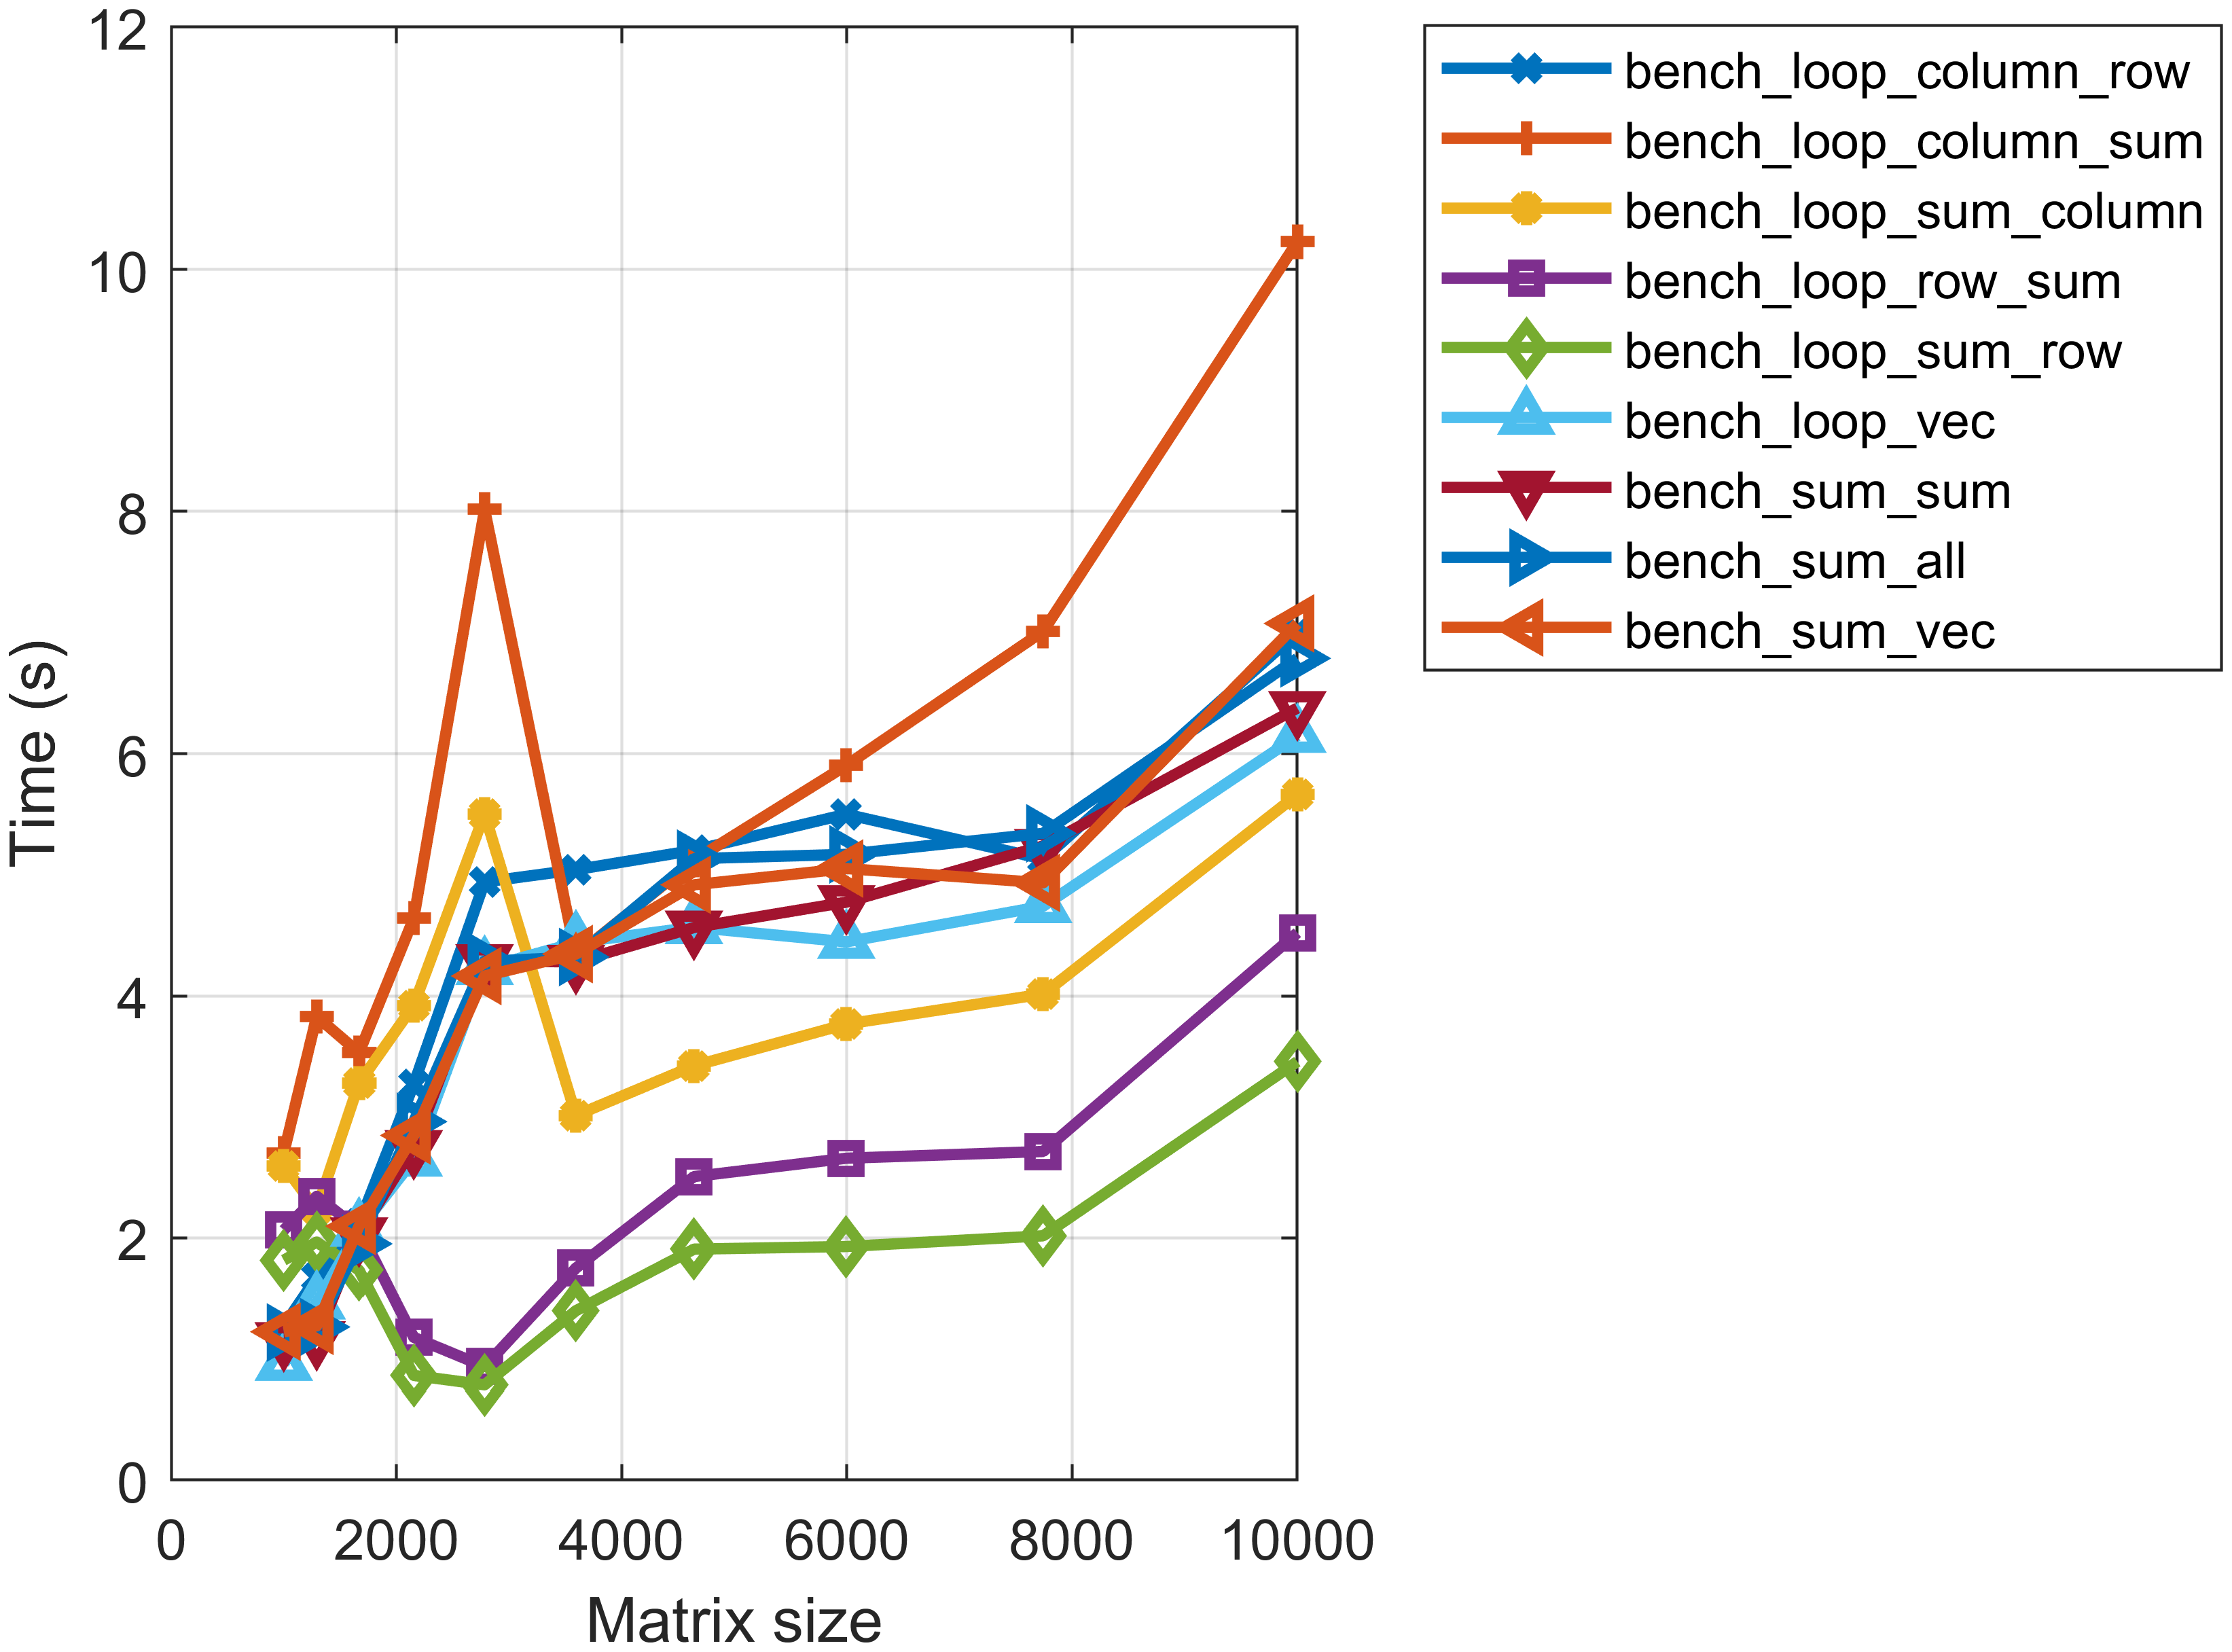 12
10
8
6
4
2
0
Time (s)
0 2000 4000 6000 8000 10000
Matrix size
bench_loop_column_row
bench_loop_column_sum
bench_loop_sum_column
bench_loop_row_sum
bench_loop_sum_row
bench_loop_vec
bench_sum_sum
bench_sum_all
bench_sum_vec